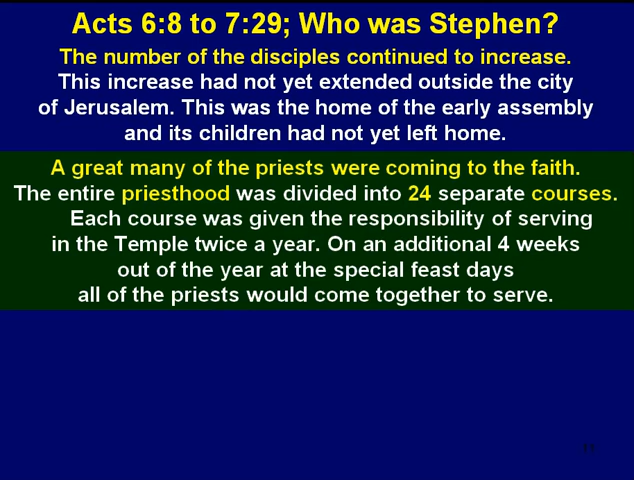 Acts 6:8 to 7:29; Who was Stephen?
The number of the disciples continued to increase.
This increase had not yet extended outside the city
of Jerusalem. This was the home of the early assembly
and its children had not yet left home.
A great many of the priests were coming to the faith.
The entire priesthood was divided into 24 separate courses.
Each course was given the responsibility of serving
in the Temple twice a year. On an additional 4 weeks
out of the year at the special feast days
all of the priests would come together to serve.